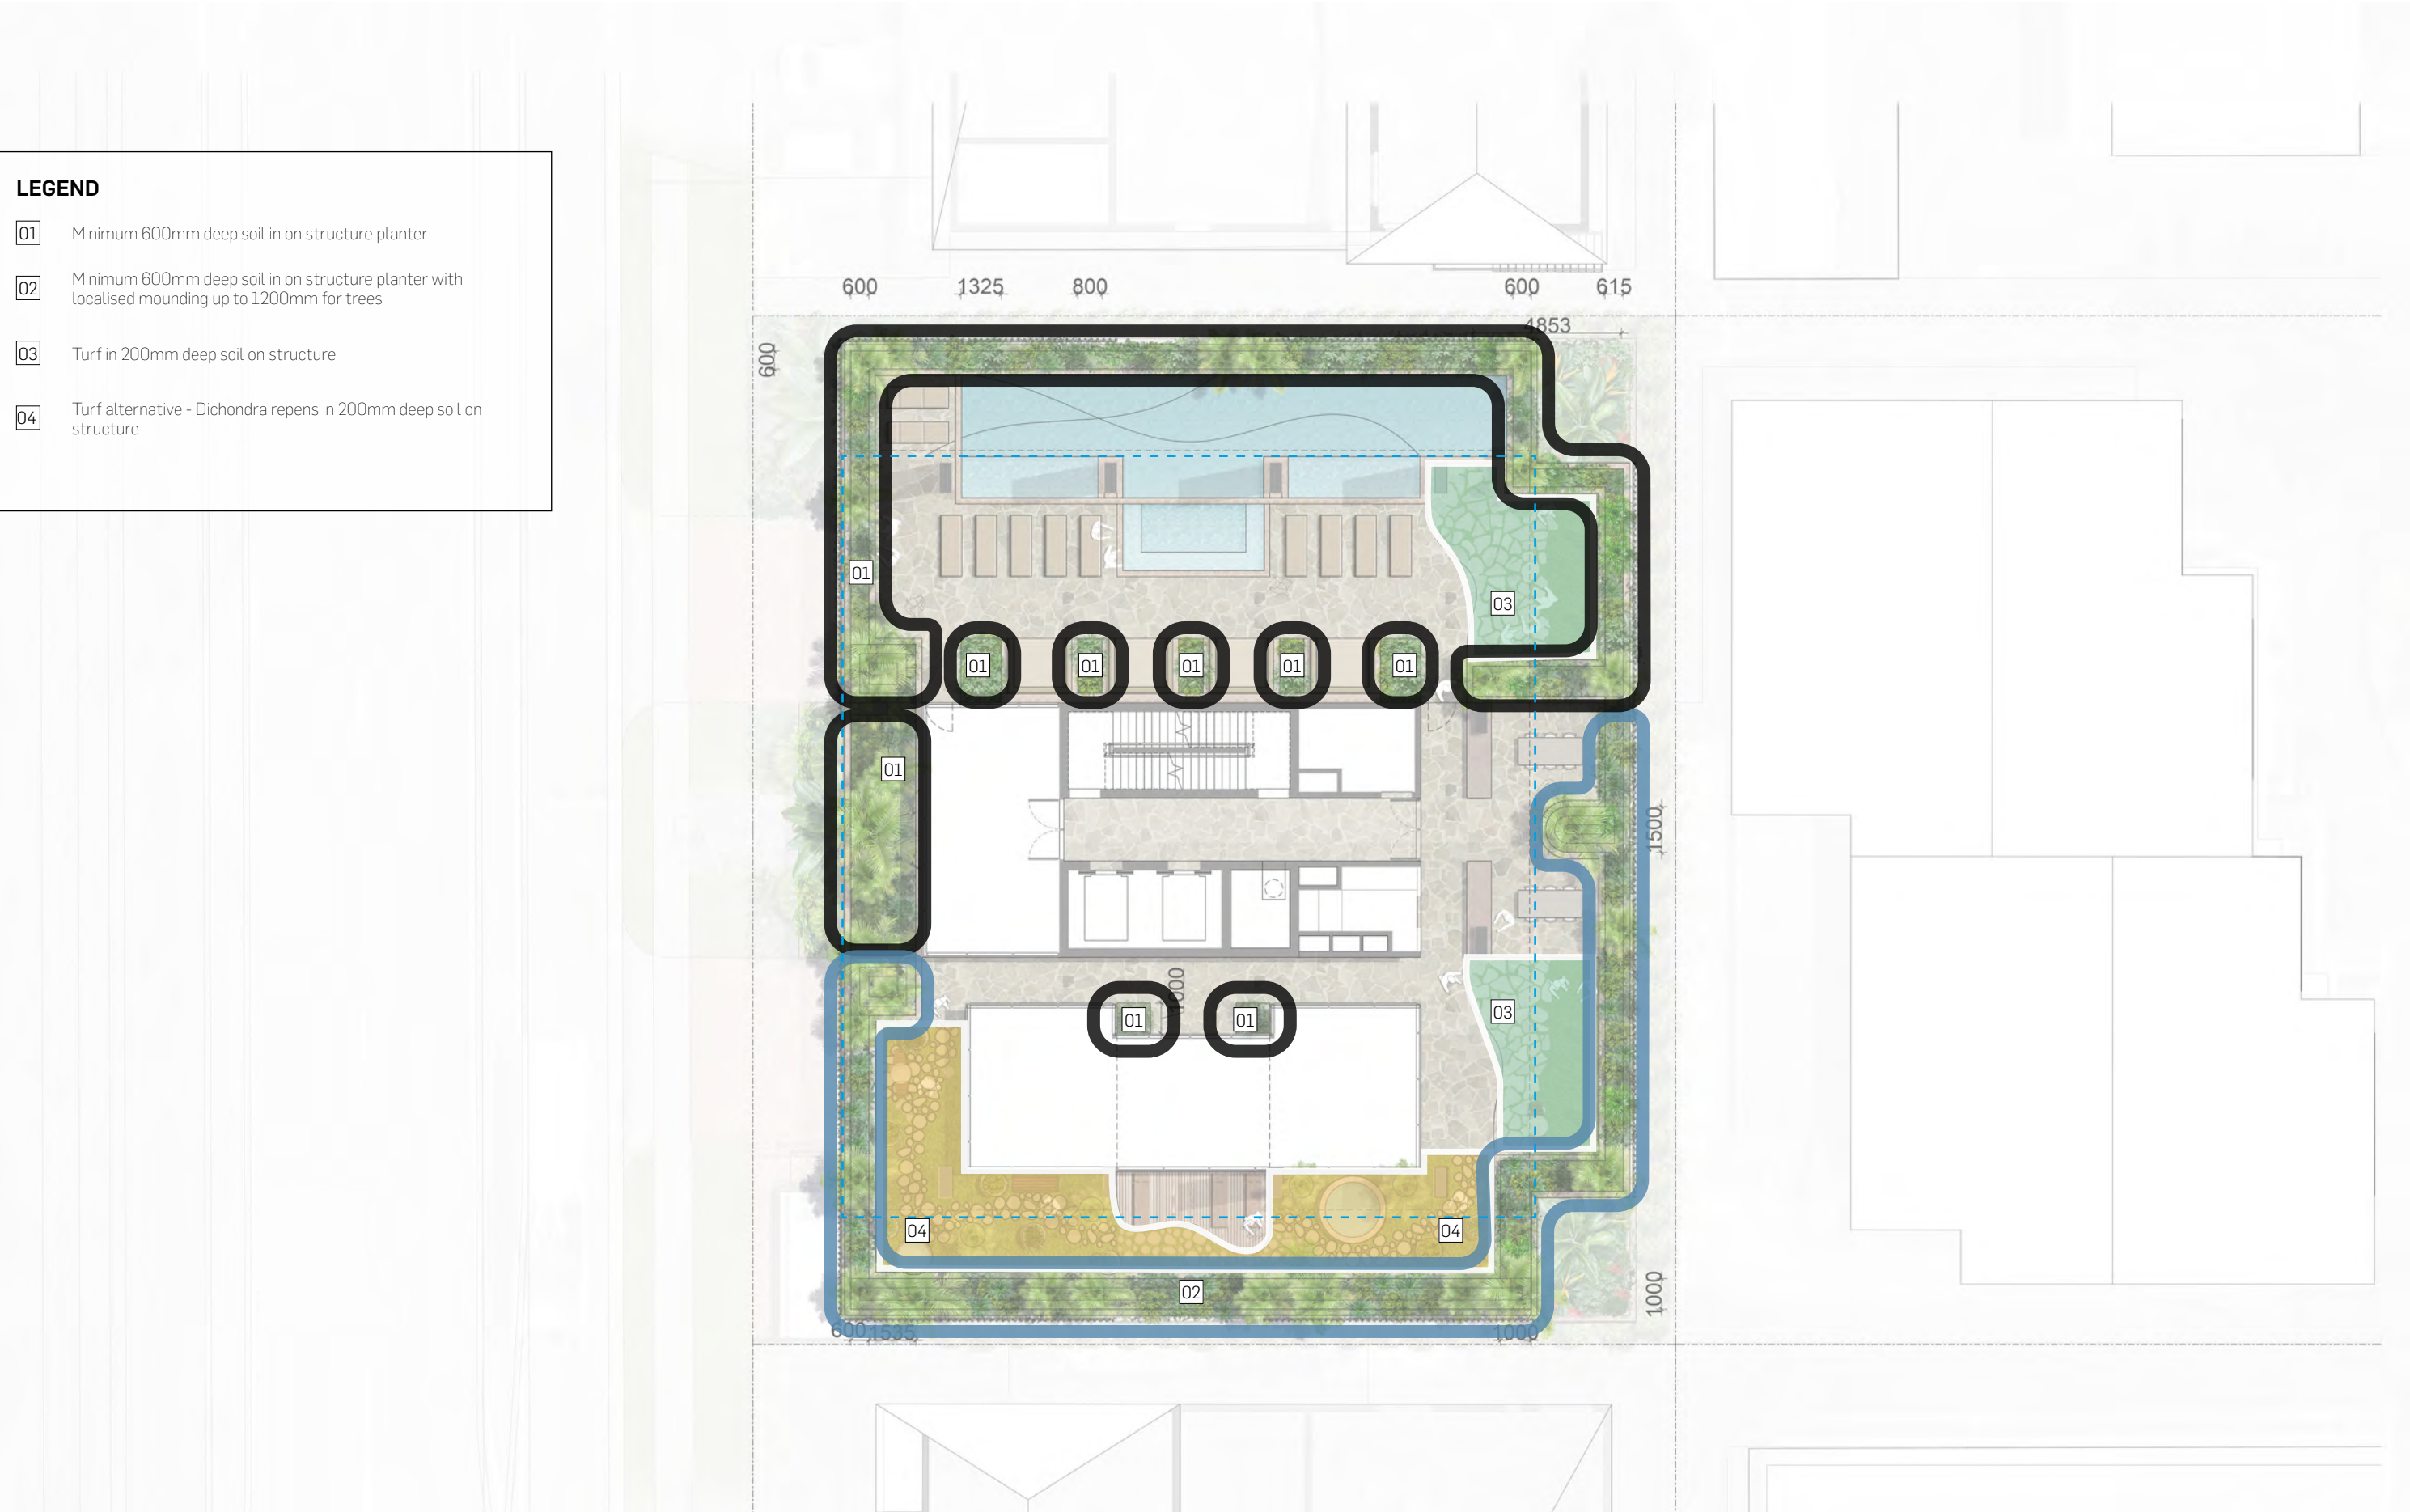 LEGEND
01 Minimum 600mm deep soil in on structure planter
02 Minimum 600mm deep soil in on structure planter with
localised mounding up to 1200mm for trees
03 Turf in 200mm deep soil on structure
04 Turf alternative - Dichondra repens in 200mm deep soil on
structure
600 1325 800 600 615
4853
600
01
03
01 01 01 01 01
01
1500
1000
01 01
03
04 04
02
1000
600 1535 1000